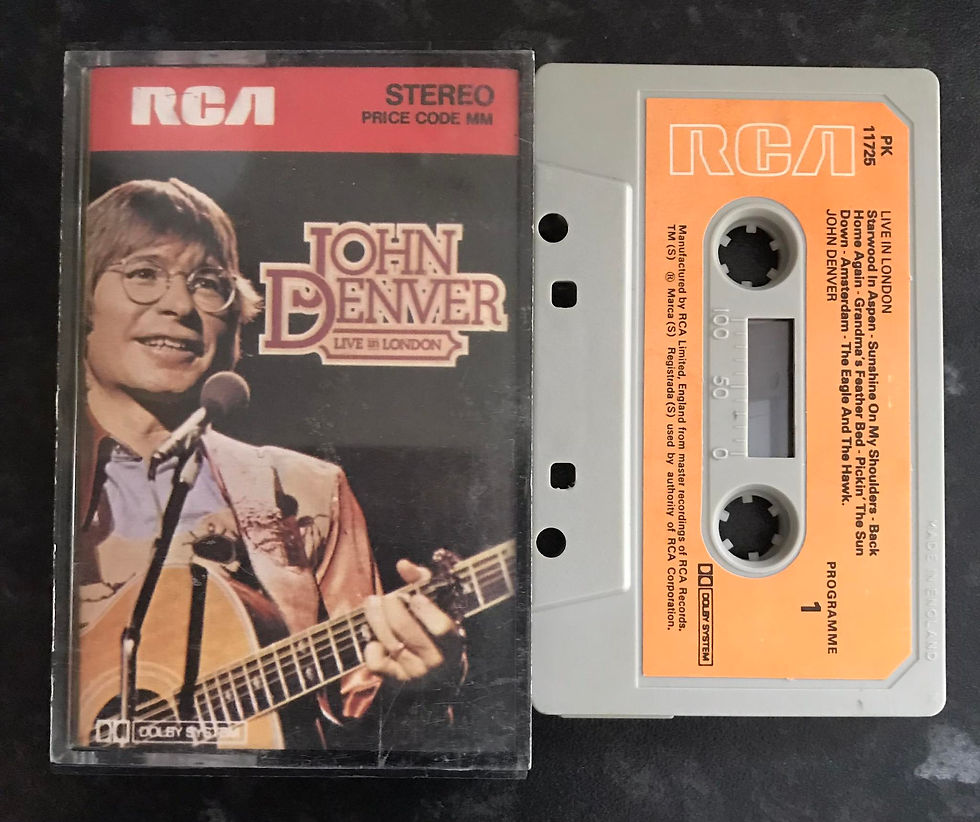 RCA
STEREO
PRICE CODE MM
JOHN
DENVER
LIVE in LONDON
DOLBY SYSTEM
RCA
PK
11725
LIVE IN LONDON
Starwood In Aspen - Sunshine On My Shoulders - Back
Home Again - Grandma's Feather Bed - Pickin' The Sun
Down - Amsterdam - The Eagle And The Hawk.
JOHN DENVER
PROGRAMME
1
100 50 0
Manufactured by RCA Limited, England from master recordings of RCA Records.
TM (S) ® Marca (S) Registrada (S) used by authority of RCA Corporation.
DOLBY SYSTEM
MADE IN ENGLAND